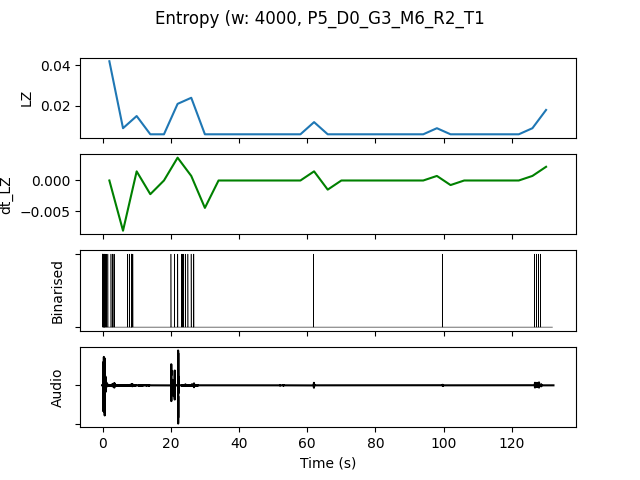 Entropy (w: 4000, P5_D0_G3_M6_R2_T1
0.04
0.02
LZ
0.000
−0.005
dt_LZ
Binarised
Audio
0 20 40 60 80 100 120
Time (s)